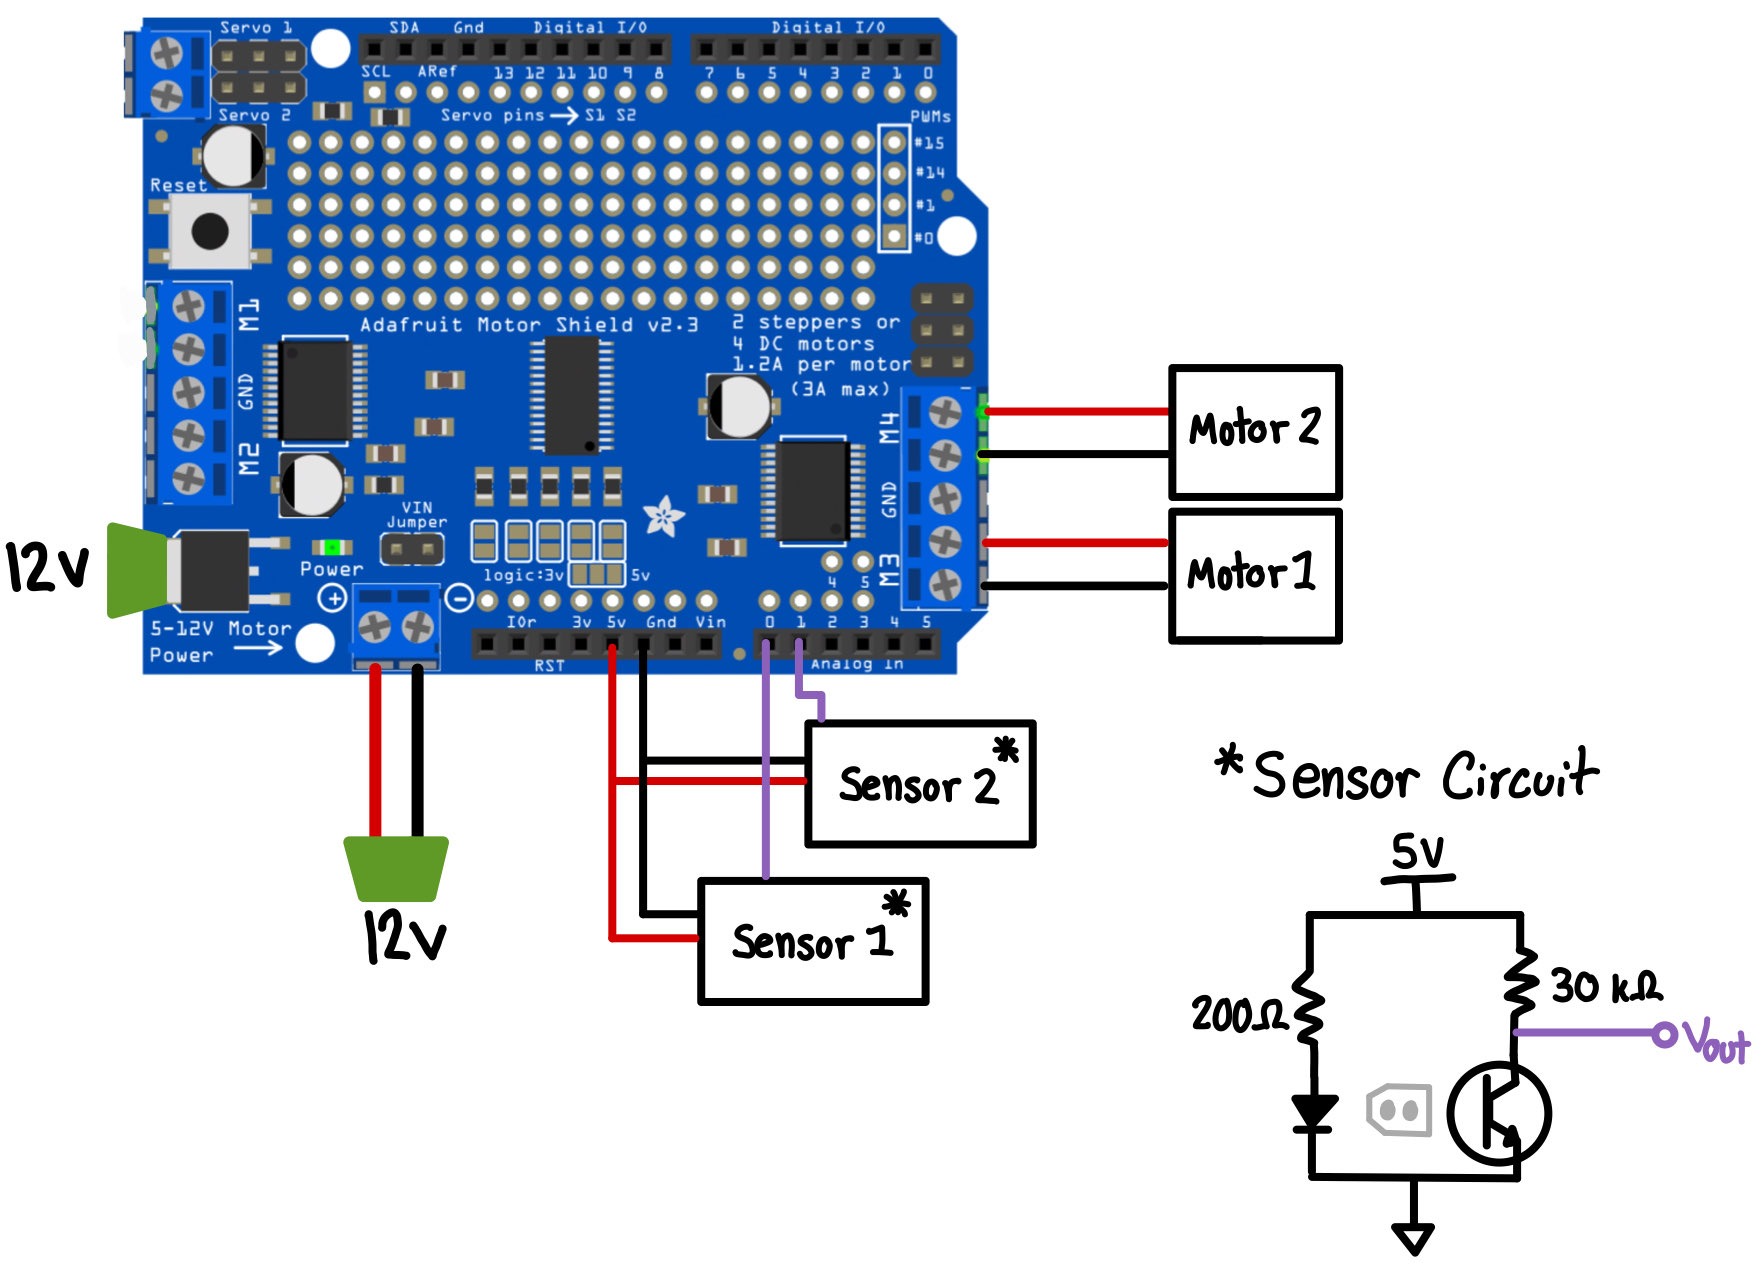 Servo 1
SDA Gnd Digital I/O Digital I/O
SCL ARef 13 12 11 10 9 8 7 6 5 4 3 2 1 0
Servo 2
Servo pins → S1 S2
PWMs
#15
#14
#1
#0
Reset
M1
GND
M2
Adafruit Motor Shield v2.3
2 steppers or
4 DC motors
1.2A per motor
(3A max)
M4
GND
M3
Motor 2
Motor 1
12V
VIN
Jumper
Power
logic:3v 5v
4 5
+
-
5-12V Motor
Power →
IOr 3v 5v Gnd Vin
RST
0 1 2 3 4 5
Analog In
12V
Sensor 2 *
Sensor 1 *
* Sensor Circuit
5V
200Ω
30 kΩ
Vout